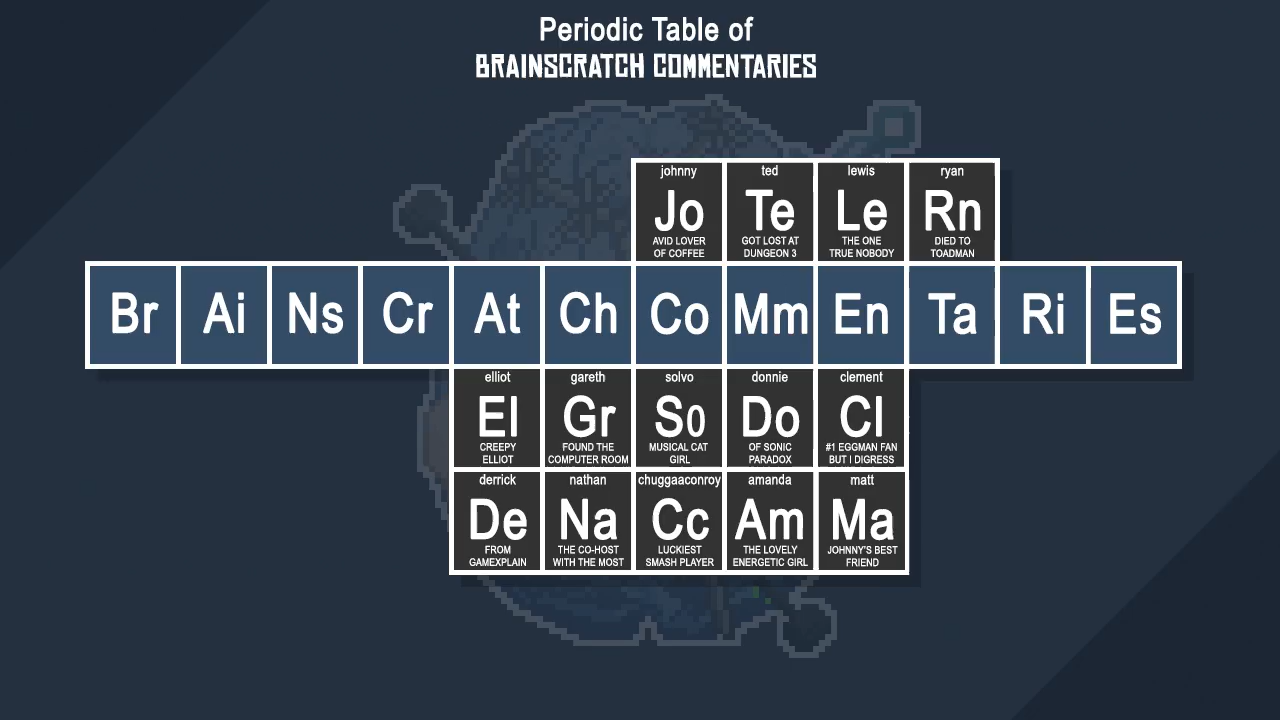 Periodic Table of
BRAINSCRATCH COMMENTARIES
johnny ted lewis ryan
Jo Te Le Rn
AVID LOVER GOT LOST AT THE ONE DIED TO
OF COFFEE DUNGEON 3 TRUE NOBODY TOADMAN
Br Ai Ns Cr At Ch Co Mm En Ta Ri Es
elliot gareth solvo donnie clement
El Gr So Do Cl
CREEPY FOUND THE MUSICAL CAT OF SONIC #1 EGGMAN FAN
ELLIOT COMPUTER ROOM GIRL PARADOX BUT I DIGRESS
derrick nathan chuggaaconroy amanda matt
De Na Cc Am Ma
FROM THE CO-HOST LUCKIEST THE LOVELY JOHNNY'S BEST
GAMEXPLAIN WITH THE MOST SMASH PLAYER ENERGETIC GIRL FRIEND